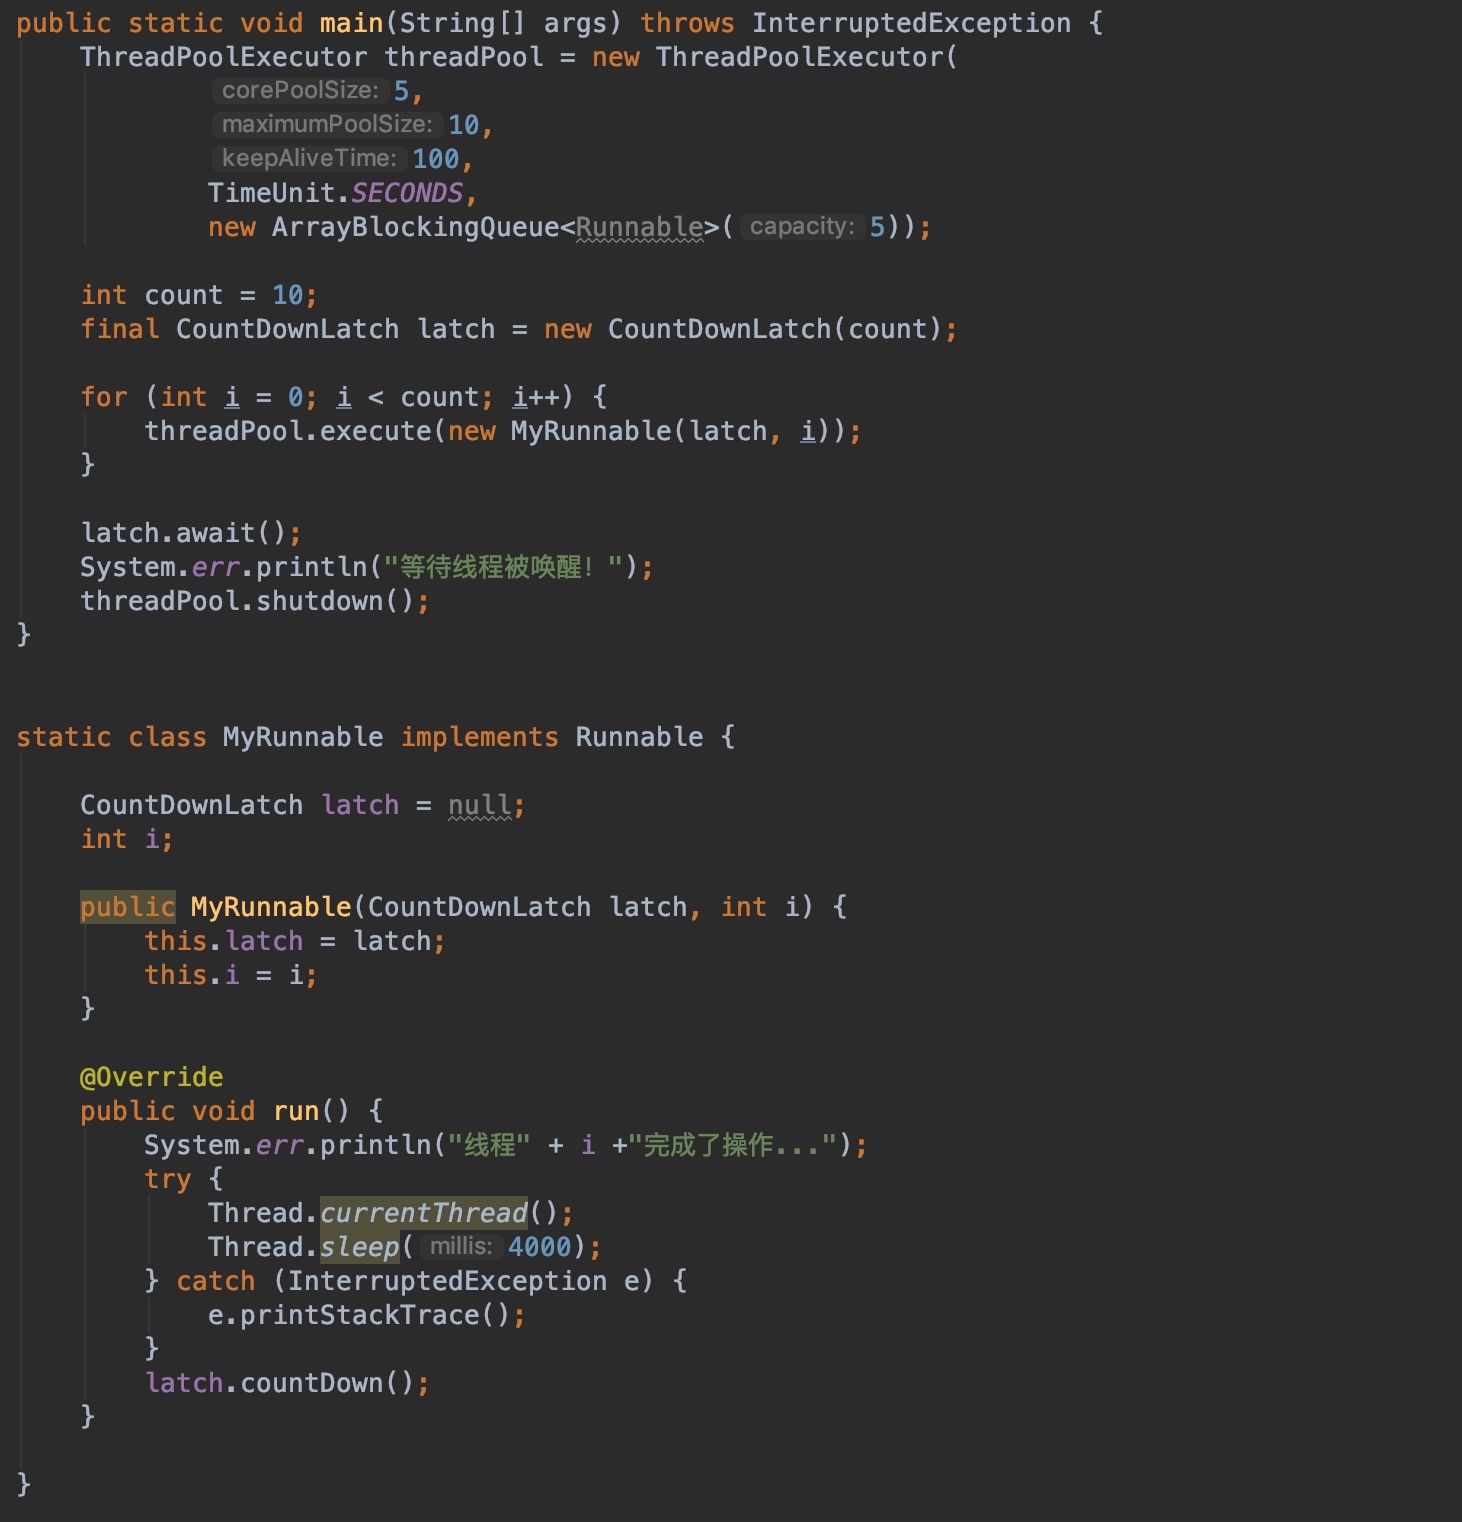 public static void main(String[] args) throws InterruptedException {
    ThreadPoolExecutor threadPool = new ThreadPoolExecutor(
            corePoolSize: 5,
            maximumPoolSize: 10,
            keepAliveTime: 100,
            TimeUnit.SECONDS,
            new ArrayBlockingQueue<Runnable>( capacity: 5));
    int count = 10;
    final CountDownLatch latch = new CountDownLatch(count);
    for (int i = 0; i < count; i++) {
        threadPool.execute(new MyRunnable(latch, i));
    }
    latch.await();
    System.err.println("等待线程被唤醒！");
    threadPool.shutdown();
}
static class MyRunnable implements Runnable {
    CountDownLatch latch = null;
    int i;
    public MyRunnable(CountDownLatch latch, int i) {
        this.latch = latch;
        this.i = i;
    }
    @Override
    public void run() {
        System.err.println("线程" + i +"完成了操作...");
        try {
            Thread.currentThread();
            Thread.sleep( millis: 4000);
        } catch (InterruptedException e) {
            e.printStackTrace();
        }
        latch.countDown();
    }
}